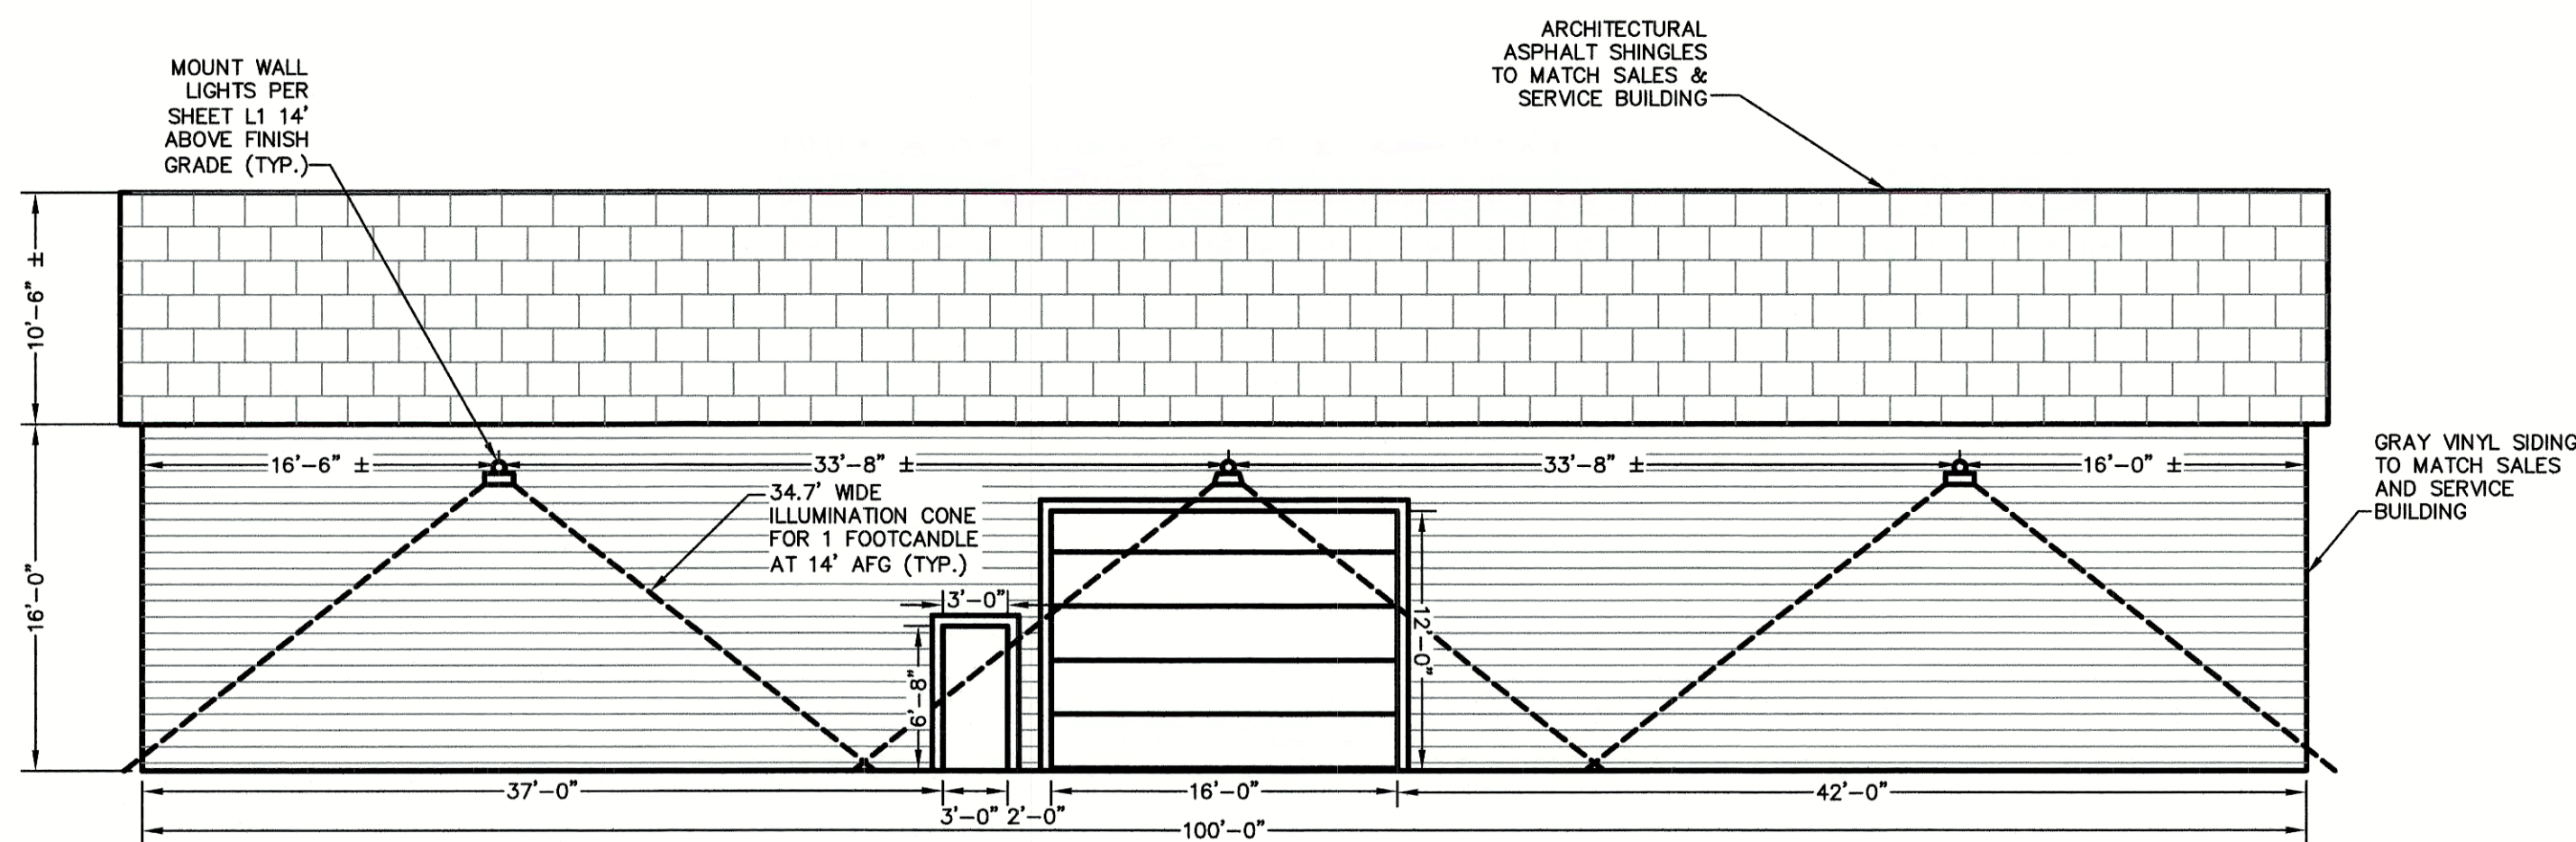 ARCHITECTURAL
ASPHALT SHINGLES
TO MATCH SALES &
SERVICE BUILDING
MOUNT WALL
LIGHTS PER
SHEET L1 14'
ABOVE FINISH
GRADE (TYP.)
10'-6" ±
16'-0"
16'-6" ±
33'-8" ±
33'-8" ±
16'-0" ±
GRAY VINYL SIDING
TO MATCH SALES
AND SERVICE
BUILDING
34.7' WIDE
ILLUMINATION CONE
FOR 1 FOOTCANDLE
AT 14' AFG (TYP.)
3'-0"
6'-8"
12'-0"
37'-0"
3'-0"
2'-0"
16'-0"
42'-0"
100'-0"